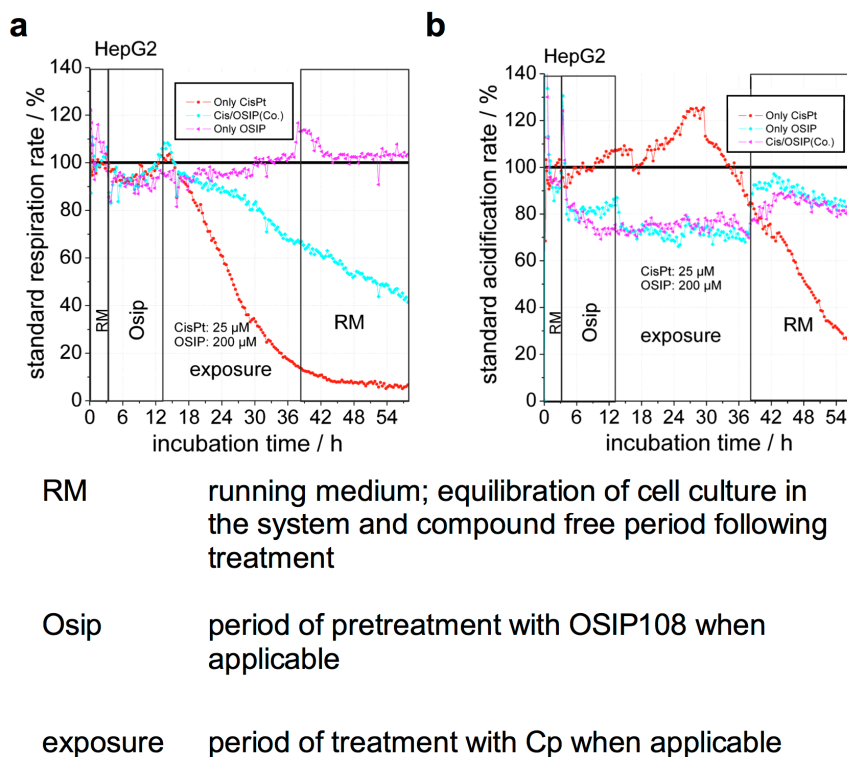 a
HepG2
standard respiration rate / %
140
120
100
80
60
40
20
0
Only CisPt
Cis/OSIP(Co.)
Only OSIP
RM
Osip
CisPt: 25 µM
OSIP: 200 µM
exposure
RM
0 6 12 18 24 30 36 42 48 54
incubation time / h
b
HepG2
standard acidification rate / %
140
120
100
80
60
40
20
0
Only CisPt
Only OSIP
Cis/OSIP(Co.)
RM
Osip
CisPt: 25 µM
OSIP: 200 µM
exposure
RM
0 6 12 18 24 30 36 42 48 54
incubation time / h
RM running medium; equilibration of cell culture in
the system and compound free period following
treatment
Osip period of pretreatment with OSIP108 when
applicable
exposure period of treatment with Cp when applicable